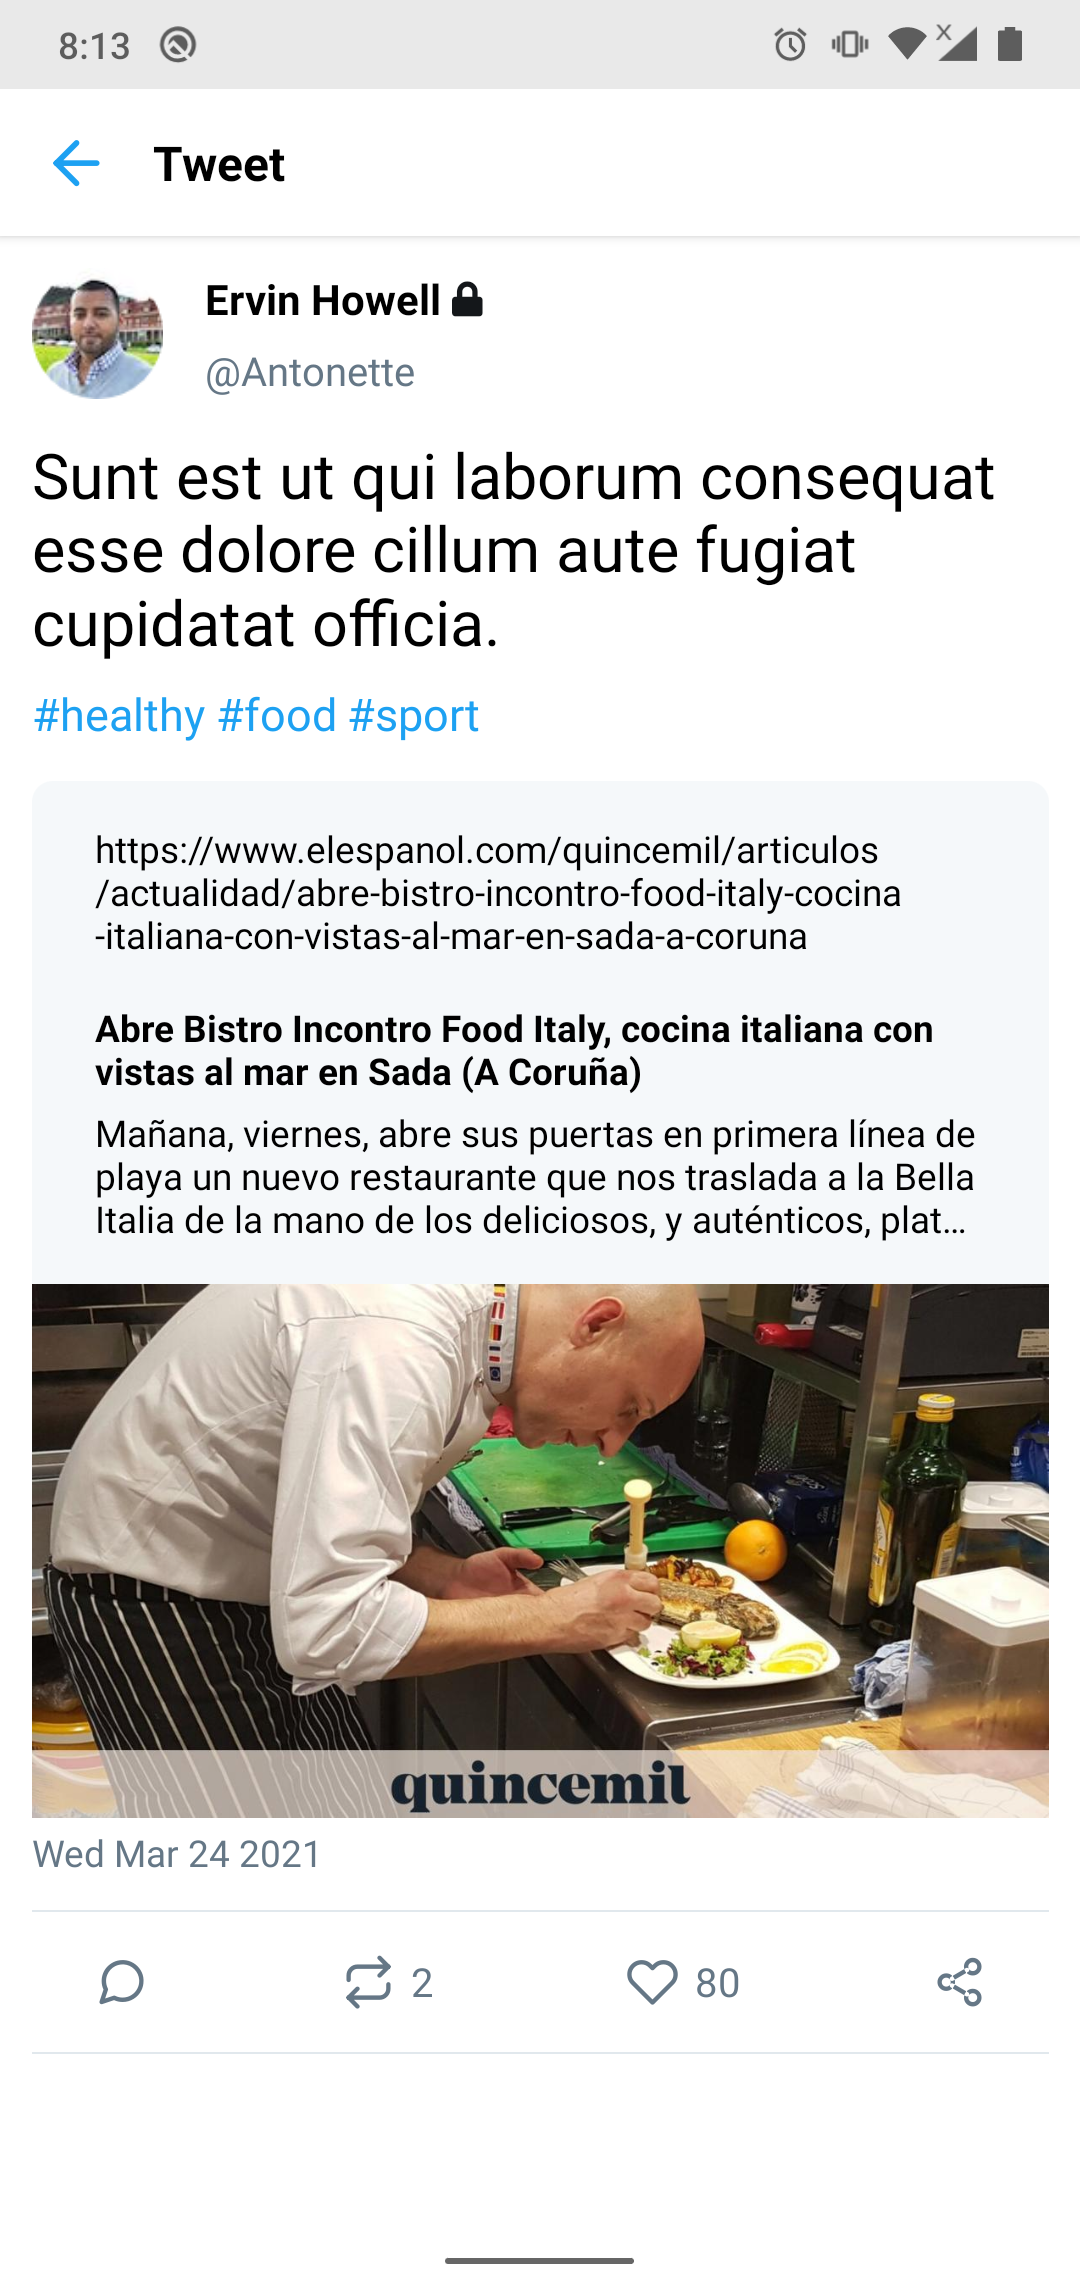 8:13
Tweet
Ervin Howell
@Antonette
Sunt est ut qui laborum consequat
esse dolore cillum aute fugiat
cupidatat officia.
#healthy #food #sport
https://www.elespanol.com/quincemil/articulos
/actualidad/abre-bistro-incontro-food-italy-cocina
-italiana-con-vistas-al-mar-en-sada-a-coruna
Abre Bistro Incontro Food Italy, cocina italiana con
vistas al mar en Sada (A Coruña)
Mañana, viernes, abre sus puertas en primera línea de
playa un nuevo restaurante que nos traslada a la Bella
Italia de la mano de los deliciosos, y auténticos, plat...
quincemil
Wed Mar 24 2021
2
80